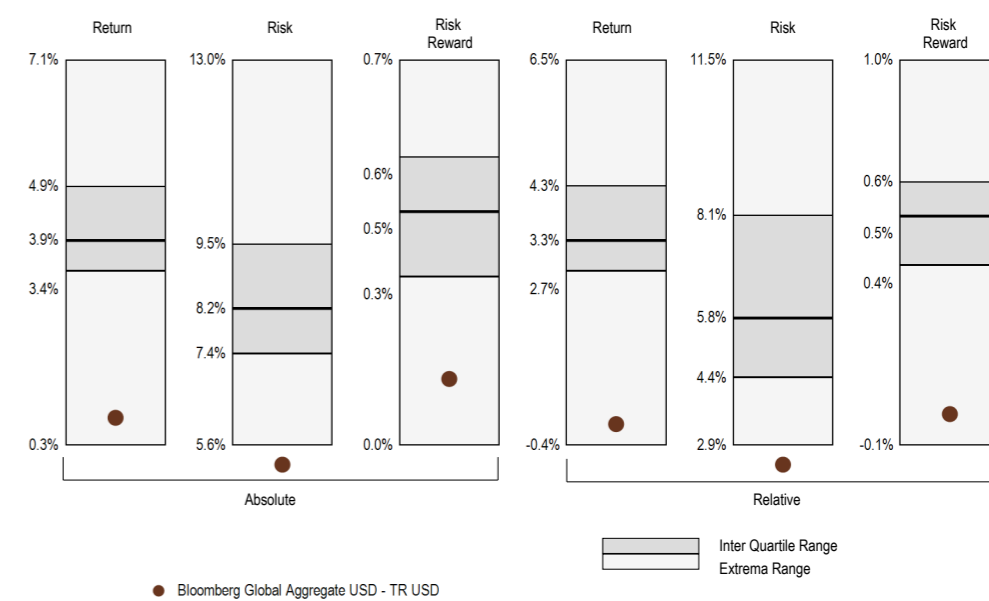 Return
Risk
Risk
Reward
Return
Risk
Risk
Reward
7.1%
4.9%
3.9%
3.4%
0.3%
13.0%
9.5%
8.2%
7.4%
5.6%
0.7%
0.6%
0.5%
0.3%
0.0%
6.5%
4.3%
3.3%
2.7%
-0.4%
11.5%
8.1%
5.8%
4.4%
2.9%
1.0%
0.6%
0.5%
0.4%
-0.1%
Absolute
Relative
Inter Quartile Range
Extrema Range
Bloomberg Global Aggregate USD - TR USD